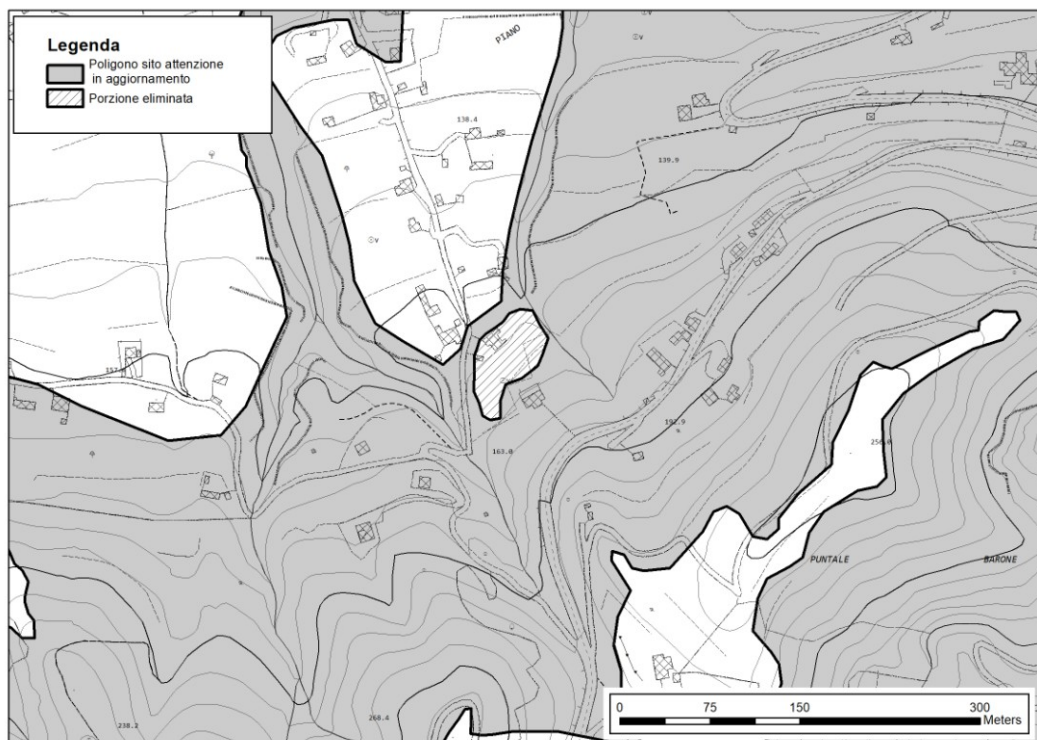 Legenda
Poligono sito attenzione
in aggiornamento
Porzione eliminata
PIANO
V
138.4
139.9
V
192.9
163.0
256.0
PUNTALE
BARONE
238.2
268.4
0 75 150 300
Meters